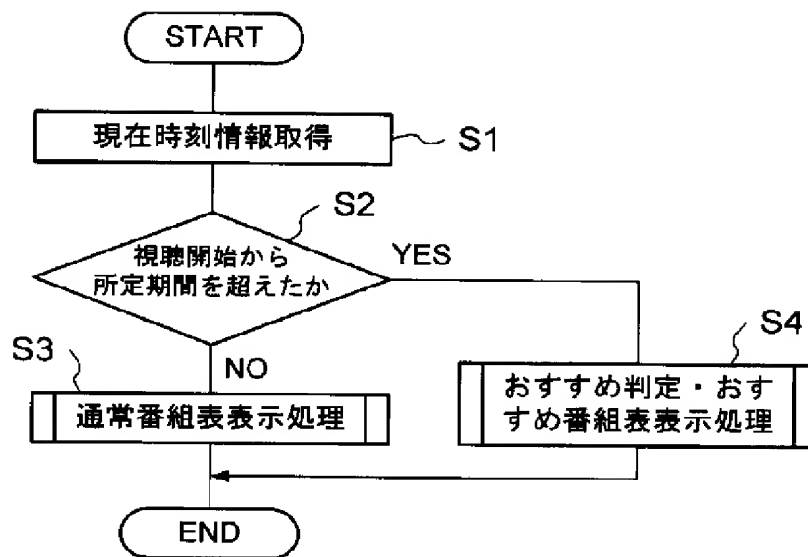 START
現在時刻情報取得
S1
S2
視聴開始から
所定期間を超えたか
YES
S3
NO
通常番組表表示処理
S4
おすすめ判定・おす
すめ番組表表示処理
END